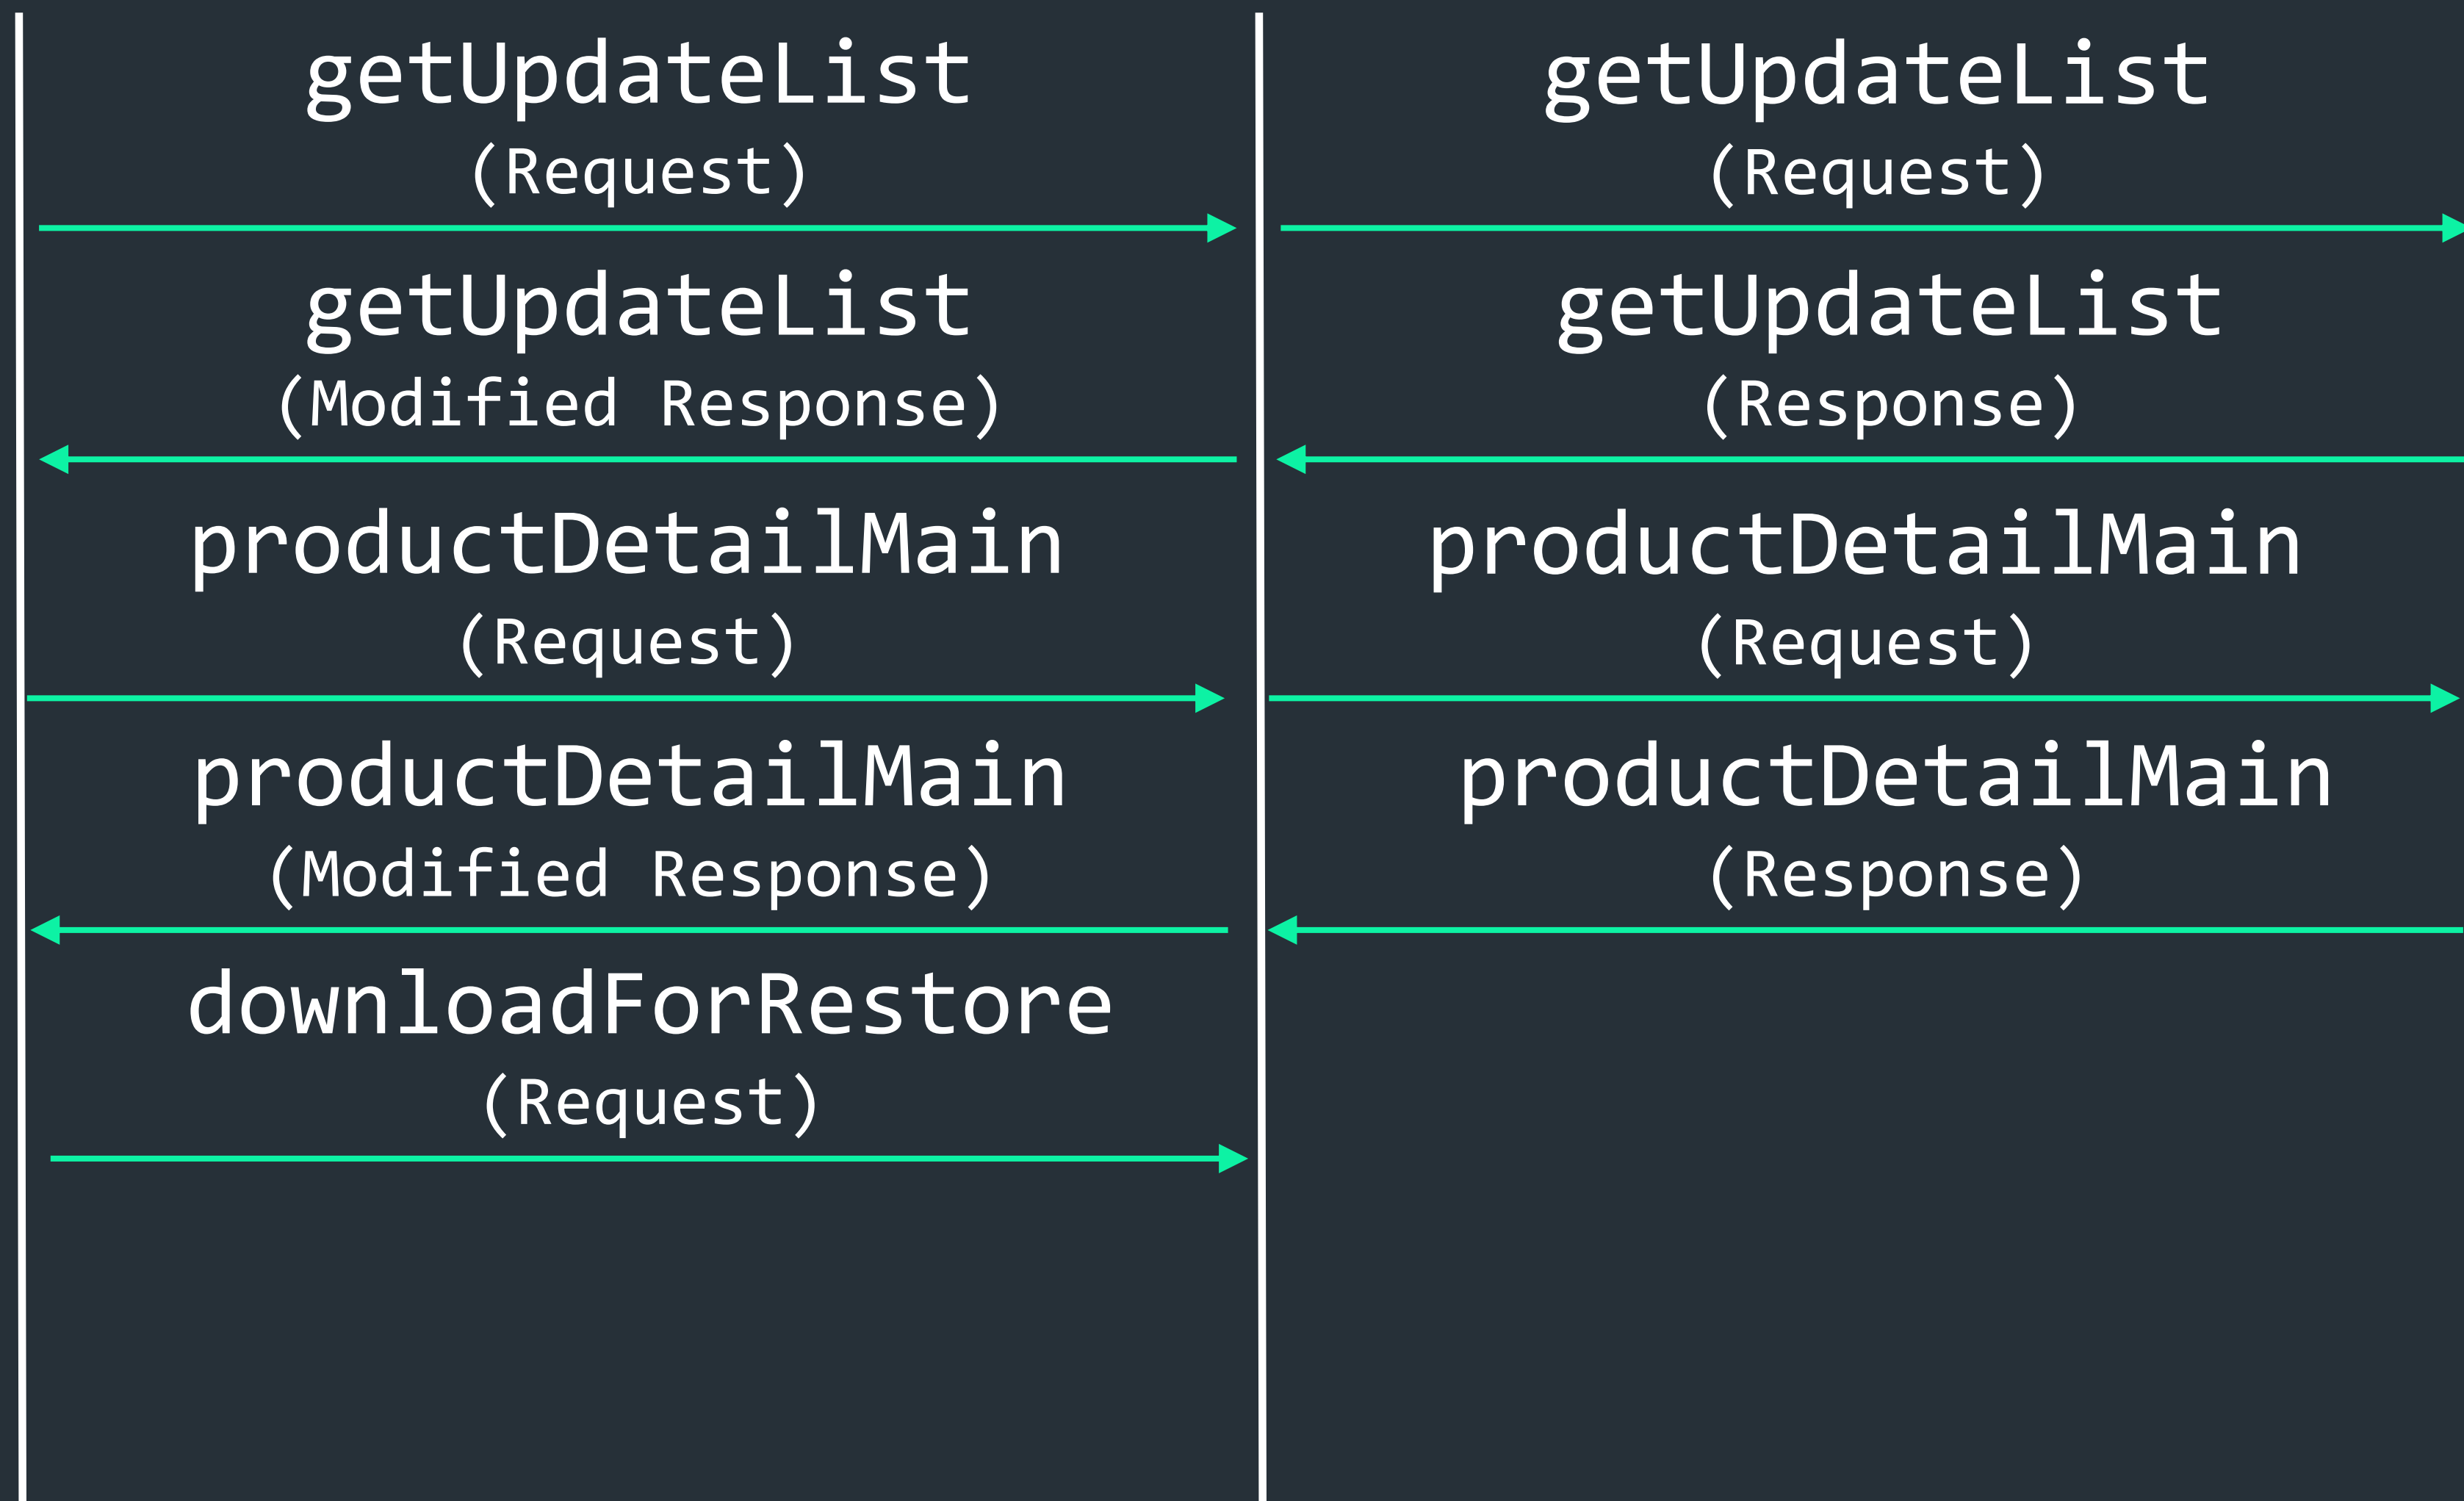 getUpdateList
(Request)
getUpdateList
(Request)
getUpdateList
(Modified Response)
getUpdateList
(Response)
productDetailMain
(Request)
productDetailMain
(Request)
productDetailMain
(Modified Response)
productDetailMain
(Response)
downloadForRestore
(Request)